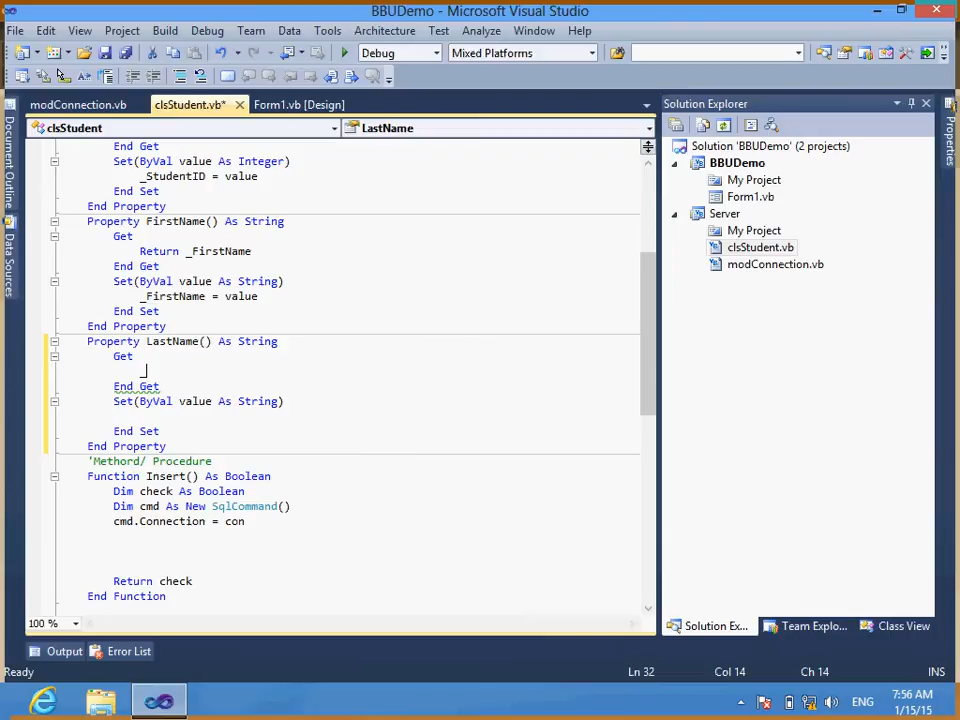 BBUDemo - Microsoft Visual Studio
File Edit View Project Build Debug Team Data Tools Architecture Test Analyze Window Help
Debug Mixed Platforms
modConnection.vb clsStudent.vb* Form1.vb [Design]
clsStudent LastName
End Get
Set(ByVal value As Integer)
_StudentID = value
End Set
End Property
Property FirstName() As String
Get
Return _FirstName
End Get
Set(ByVal value As String)
_FirstName = value
End Set
End Property
Property LastName() As String
Get
_
End Get
Set(ByVal value As String)
End Set
End Property
'Methord/ Procedure
Function Insert() As Boolean
Dim check As Boolean
Dim cmd As New SqlCommand()
cmd.Connection = con
Return check
End Function
100 %
Document Outline
Data Sources
Solution Explorer
Solution 'BBUDemo' (2 projects)
BBUDemo
My Project
Form1.vb
Server
My Project
clsStudent.vb
modConnection.vb
Properties
Solution Ex... Team Explo... Class View
Output Error List
Ready Ln 32 Col 14 Ch 14 INS
ENG
7:56 AM
1/15/15